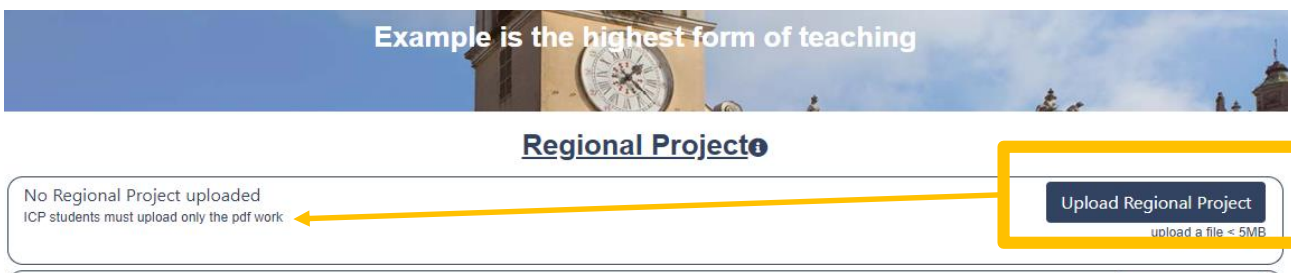 Example is the highest form of teaching
Regional Project
No Regional Project uploaded
ICP students must upload only the pdf work
Upload Regional Project
upload a file < 5MB